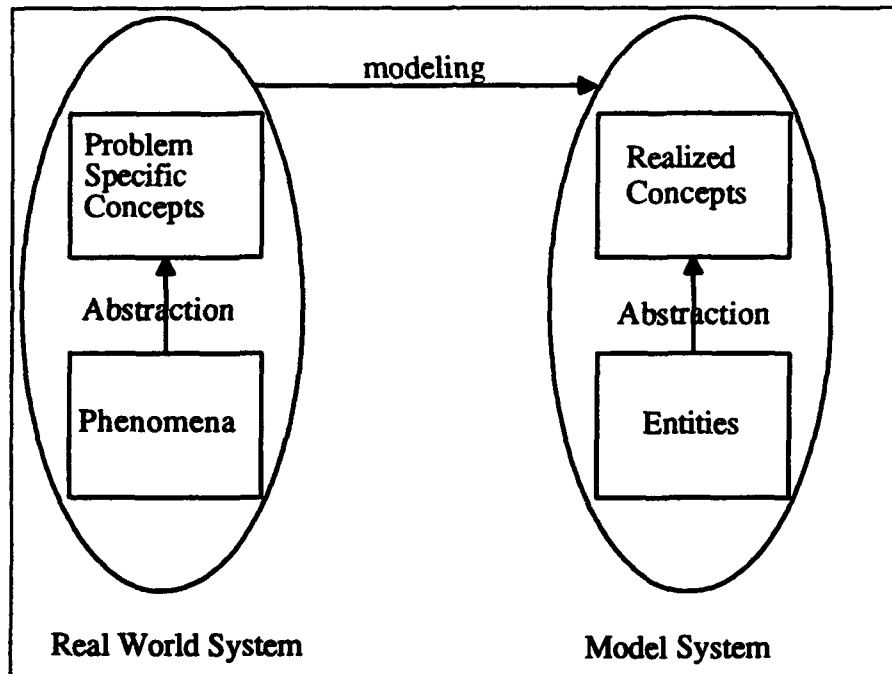 modeling
Problem
Specific
Concepts
Abstraction
Phenomena
Real World System
Realized
Concepts
Abstraction
Entities
Model System